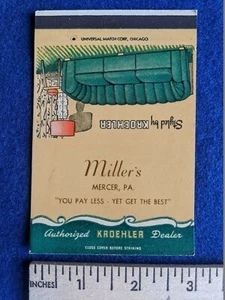 UNIVERSAL MATCH CORP., CHICAGO
Styled by KROEHLER
Miller's
MERCER, PA.
"YOU PAY LESS - YET GET THE BEST"
Authorized KROEHLER Dealer
CLOSE COVER BEFORE STRIKING
1 2 3